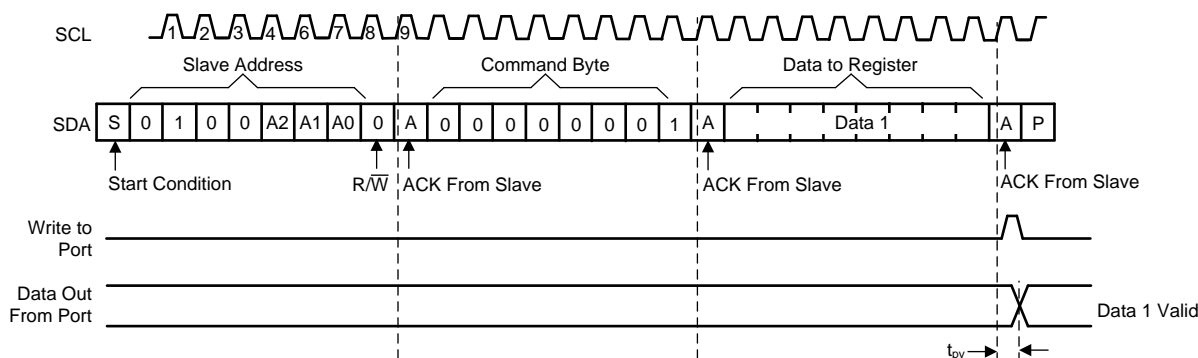 SCL
1 2 3 4 6 7 8 9
Slave Address
Command Byte
Data to Register
SDA
S 0 1 0 0 A2 A1 A0 0 A 0 0 0 0 0 0 0 1 A Data 1 A P
Start Condition
R/W̅
ACK From Slave
ACK From Slave
ACK From Slave
Write to
Port
Data Out
From Port
Data 1 Valid
tpv